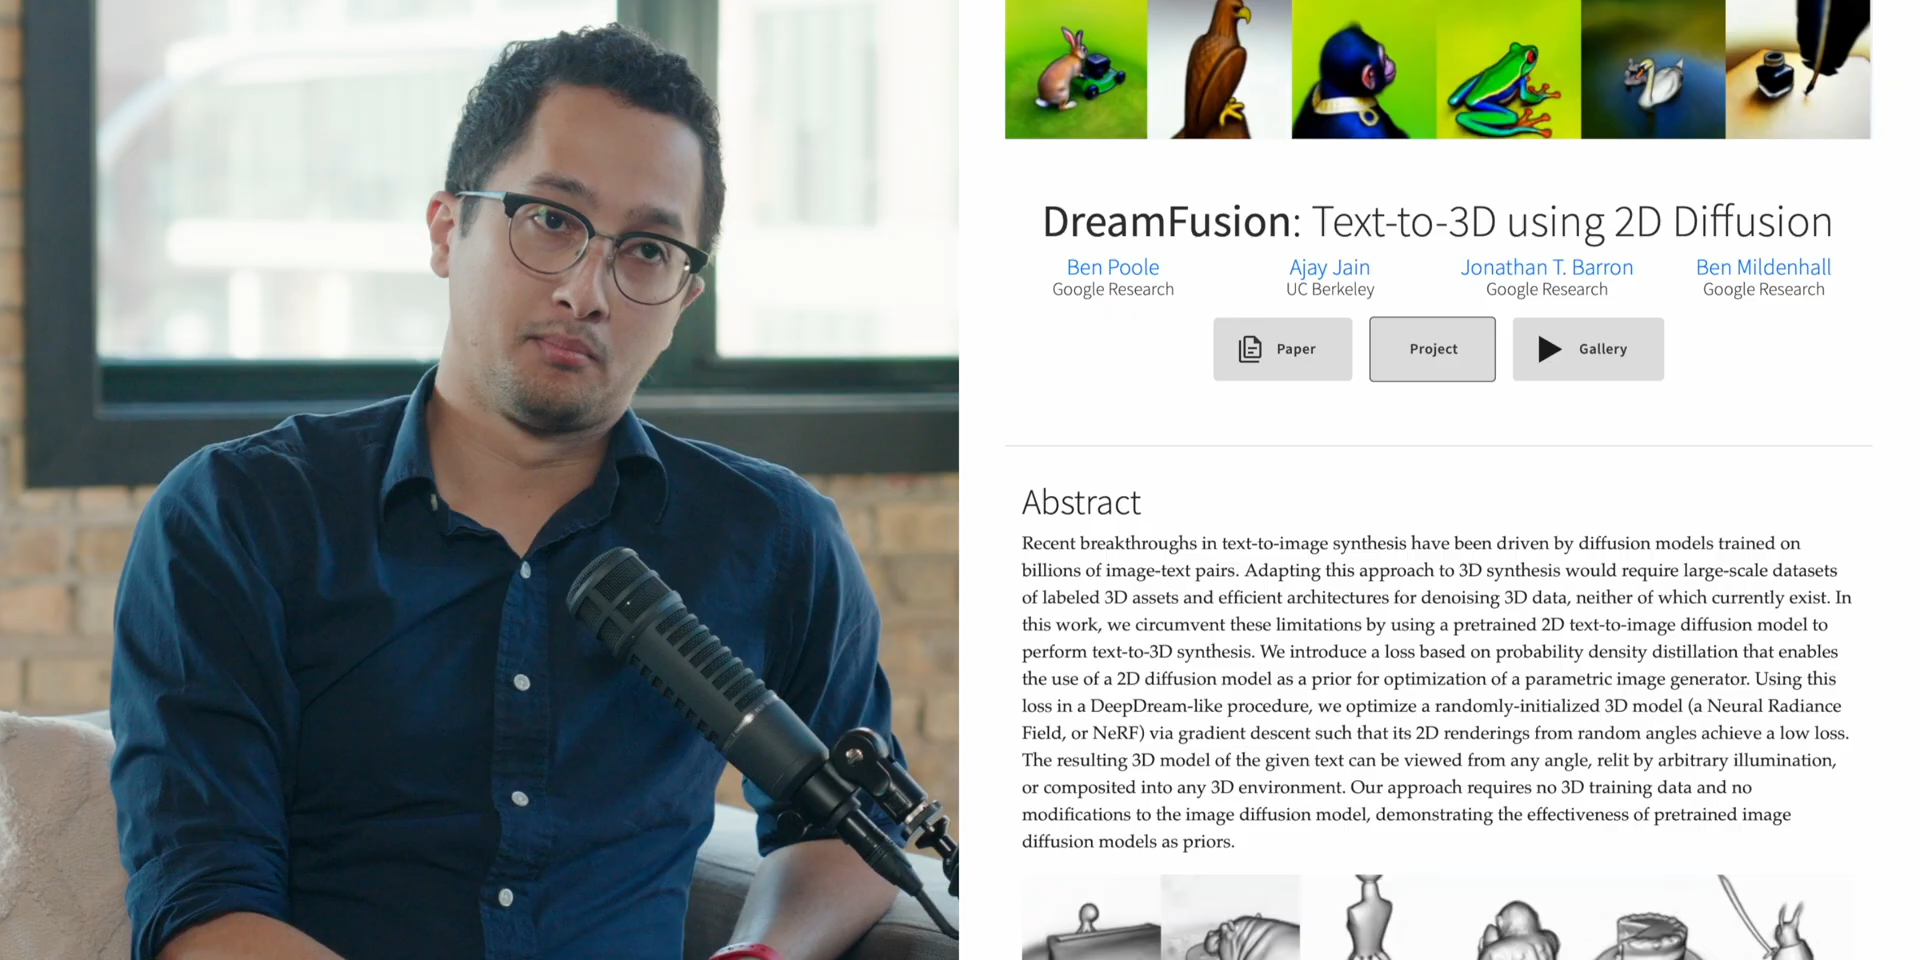 DreamFusion: Text-to-3D using 2D Diffusion
Ben Poole
Google Research
Ajay Jain
UC Berkeley
Jonathan T. Barron
Google Research
Ben Mildenhall
Google Research
Paper
Project
Gallery
Abstract
Recent breakthroughs in text-to-image synthesis have been driven by diffusion models trained on
billions of image-text pairs. Adapting this approach to 3D synthesis would require large-scale datasets
of labeled 3D assets and efficient architectures for denoising 3D data, neither of which currently exist. In
this work, we circumvent these limitations by using a pretrained 2D text-to-image diffusion model to
perform text-to-3D synthesis. We introduce a loss based on probability density distillation that enables
the use of a 2D diffusion model as a prior for optimization of a parametric image generator. Using this
loss in a DeepDream-like procedure, we optimize a randomly-initialized 3D model (a Neural Radiance
Field, or NeRF) via gradient descent such that its 2D renderings from random angles achieve a low loss.
The resulting 3D model of the given text can be viewed from any angle, relit by arbitrary illumination,
or composited into any 3D environment. Our approach requires no 3D training data and no
modifications to the image diffusion model, demonstrating the effectiveness of pretrained image
diffusion models as priors.